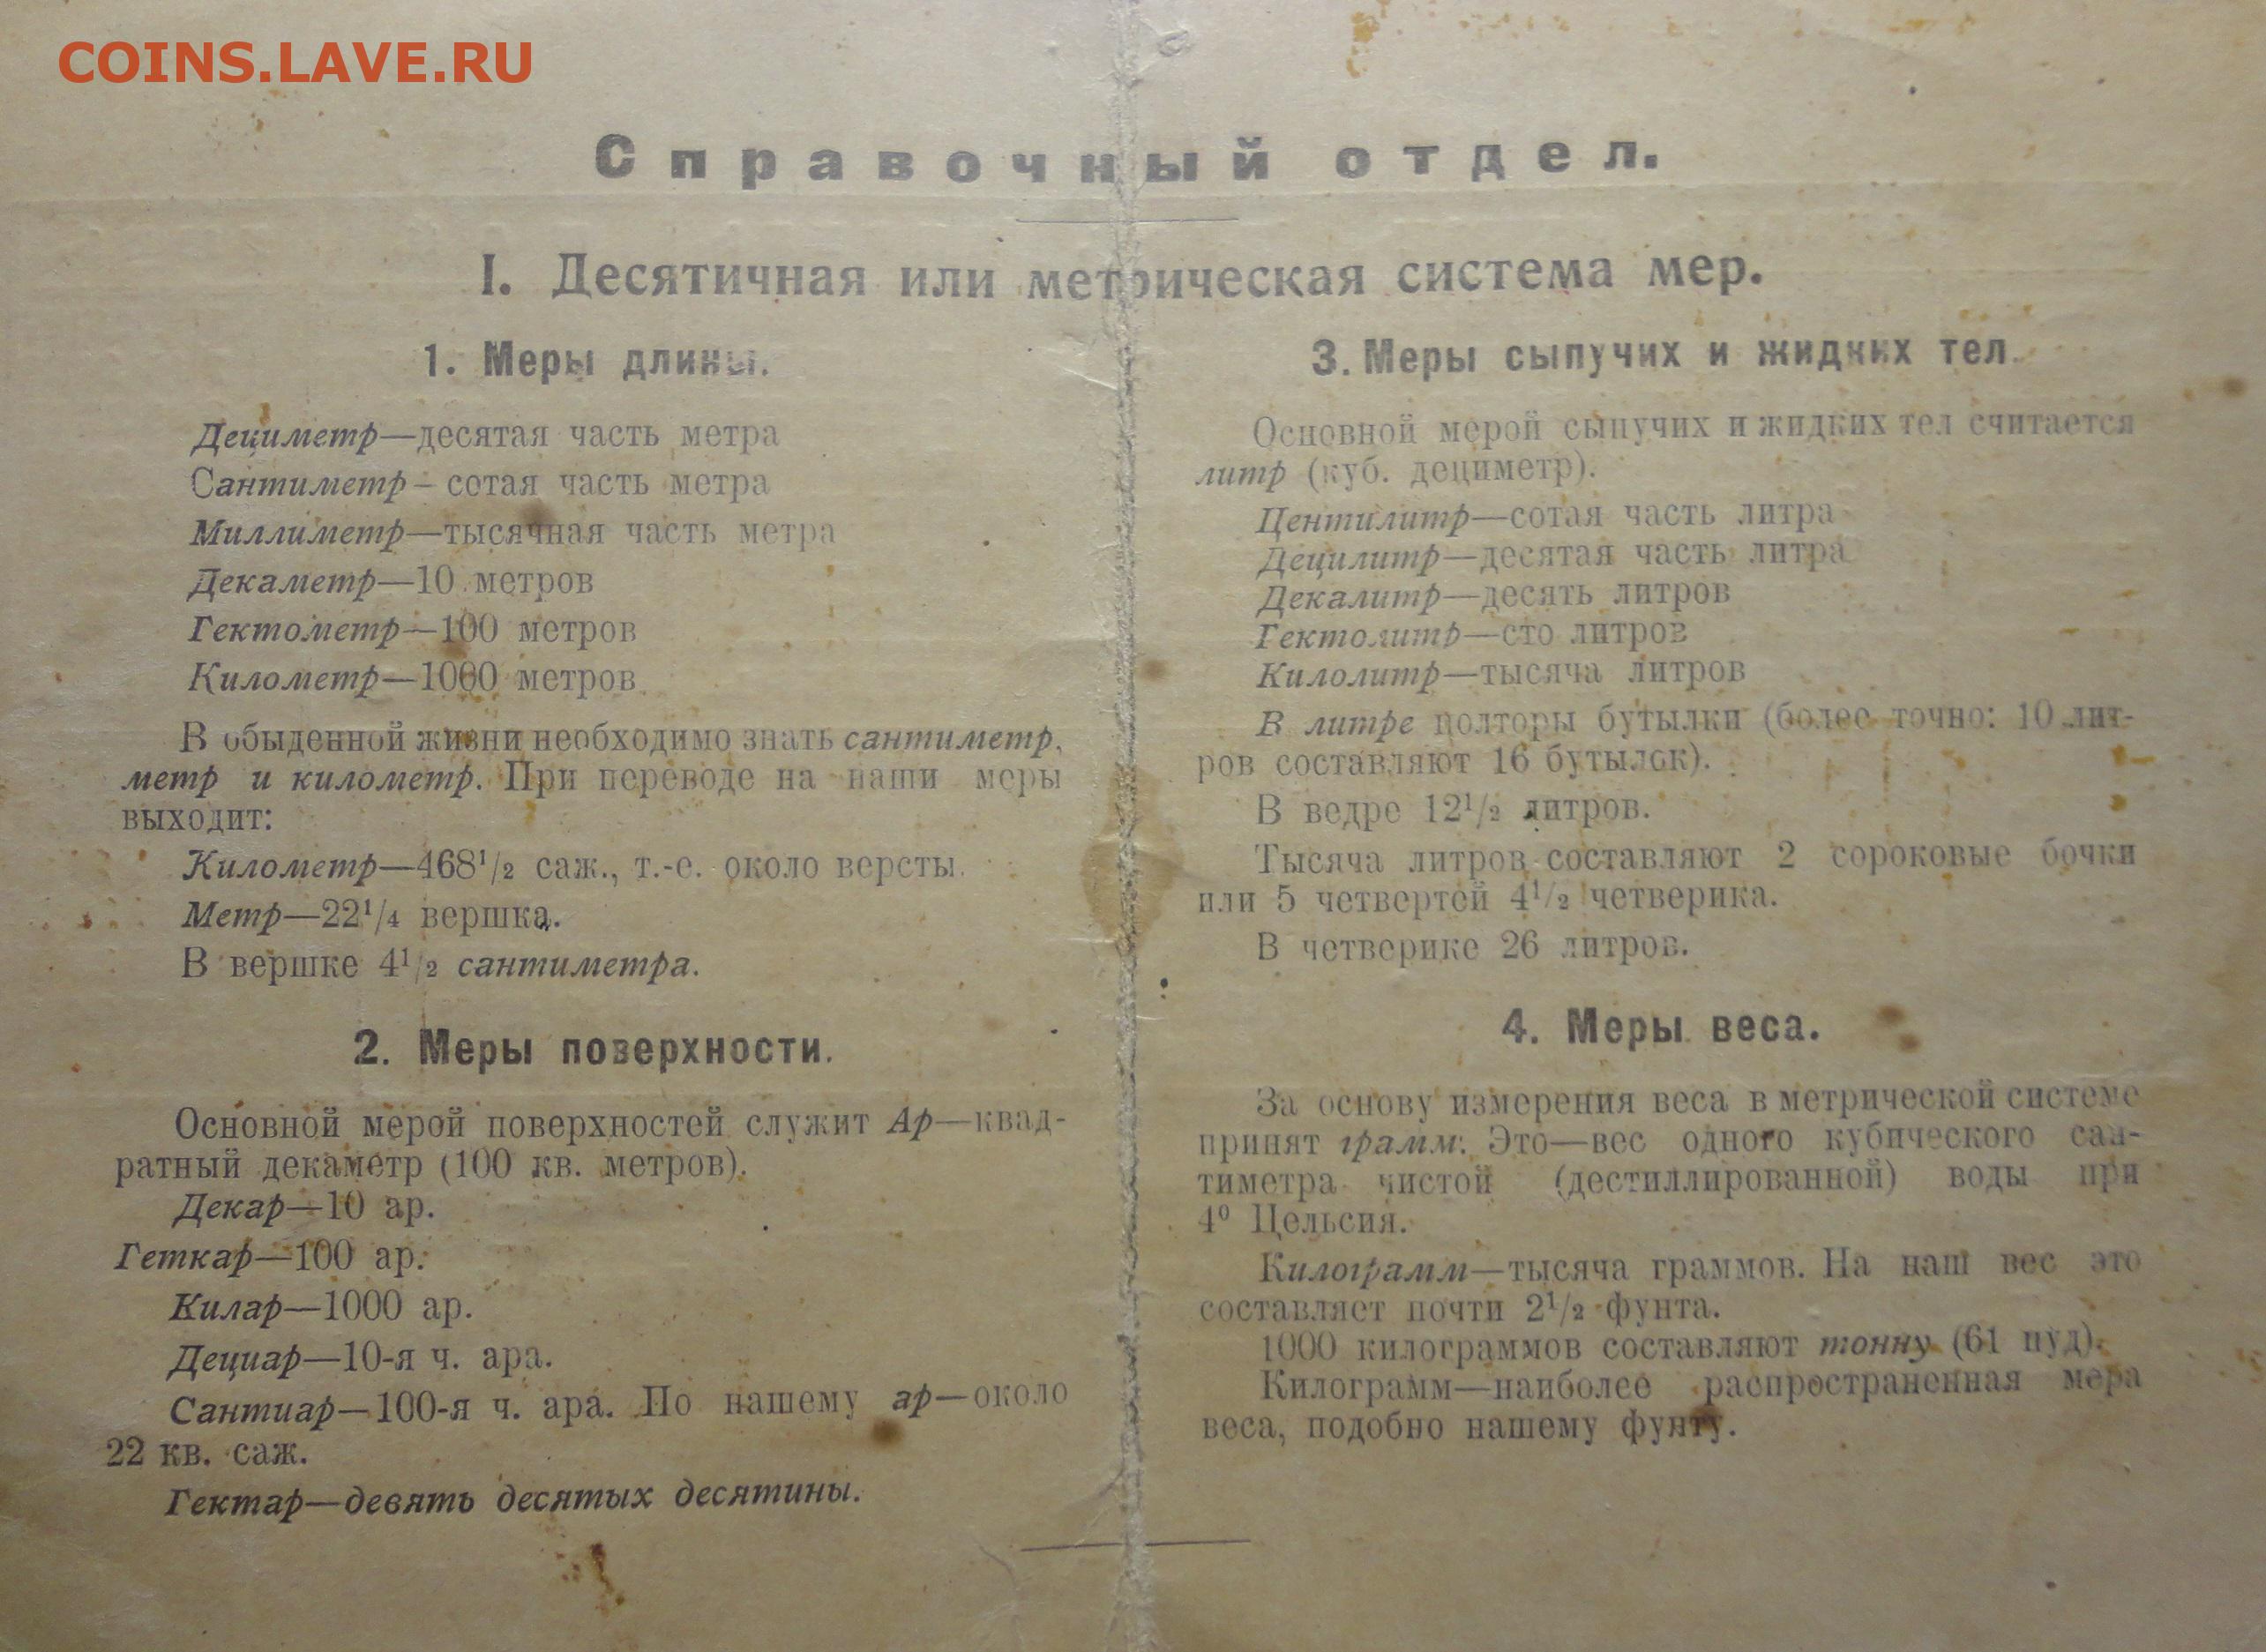 COINS.LAVE.RU
Справочный отдел.
I. Десятичная или метрическая система мер.
1. Меры длины.
Дециметр—десятая часть метра
Сантиметр—сотая часть метра
Миллиметр—тысячная часть метра
Декаметр—10 метров
Гектометр—100 метров
Километр—1000 метров
В обыденной жизни необходимо знать сантиметр,
метр и километр. При переводе на наши меры
выходит:
Километр—468¹/₂ саж., т.-е. около версты.
Метр—22¹/₄ вершка.
В вершке 4¹/₂ сантиметра.
2. Меры поверхности.
Основной мерой поверхностей служит Ар—квад-
ратный декаметр (100 кв. метров).
Декар—10 ар.
Геткар—100 ар.
Килар—1000 ар.
Дециар—10-я ч. ара.
Сантиар—100-я ч. ара. По нашему ар—около
22 кв. саж.
Гектар—девять десятых десятины.
3. Меры сыпучих и жидких тел.
Основной мерой сыпучих и жидких тел считается
литр (куб. дециметр).
Центилитр—сотая часть литра
Децилитр—десятая часть литра
Декалитр—десять литров
Гектолитр—сто литров
Килолитр—тысяча литров
В литре полторы бутылки (более точно: 10 лит-
ров составляют 16 бутылок).
В ведре 12¹/₂ литров.
Тысяча литров составляют 2 сороковые бочки
или 5 четвертей 4¹/₂ четверика.
В четверике 26 литров.
4. Меры веса.
За основу измерения веса в метрической системе
принят грамм. Это—вес одного кубического сан-
тиметра чистой (дестиллированной) воды при
4⁰ Цельсия.
Килограмм—тысяча граммов. На наш вес это
составляет почти 2¹/₂ фунта.
1000 килограммов составляют тонну (61 пуд).
Килограмм—наиболее распространенная мера
веса, подобно нашему фунту.